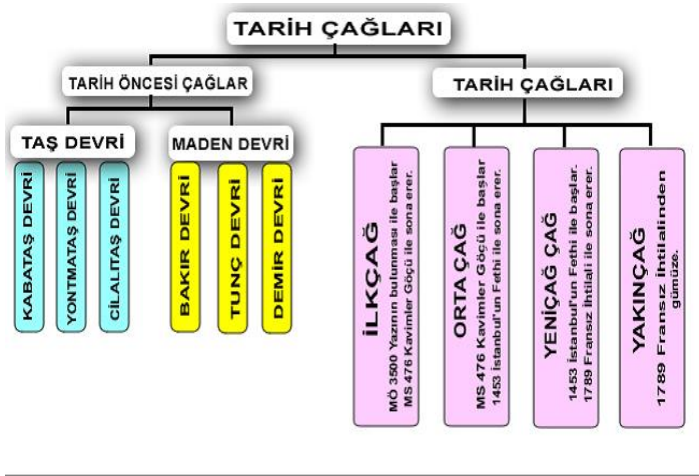 TARİH ÇAĞLARI
TARİH ÖNCESİ ÇAĞLAR
TARİH ÇAĞLARI
TAŞ DEVRİ
MADEN DEVRİ
KABATAŞ DEVRİ
YONTMATAŞ DEVRİ
CİLALITAŞ DEVRİ
BAKIR DEVRİ
TUNÇ DEVRİ
DEMİR DEVRİ
İLKÇAĞ
MÖ 3500 Yazının bulunması ile başlar
MS 476 Kavimler Göçü ile sona erer.
ORTA ÇAĞ
MS 476 Kavimler Göçü ile başlar
1453 İstanbul'un Fethi ile sona erer.
YENİÇAĞ ÇAĞ
1453 İstanbul'un Fethi ile başlar.
1789 Fransız İhtilali ile sona erer.
YAKINÇAĞ
1789 Fransız İhtilalinden
gümüze.